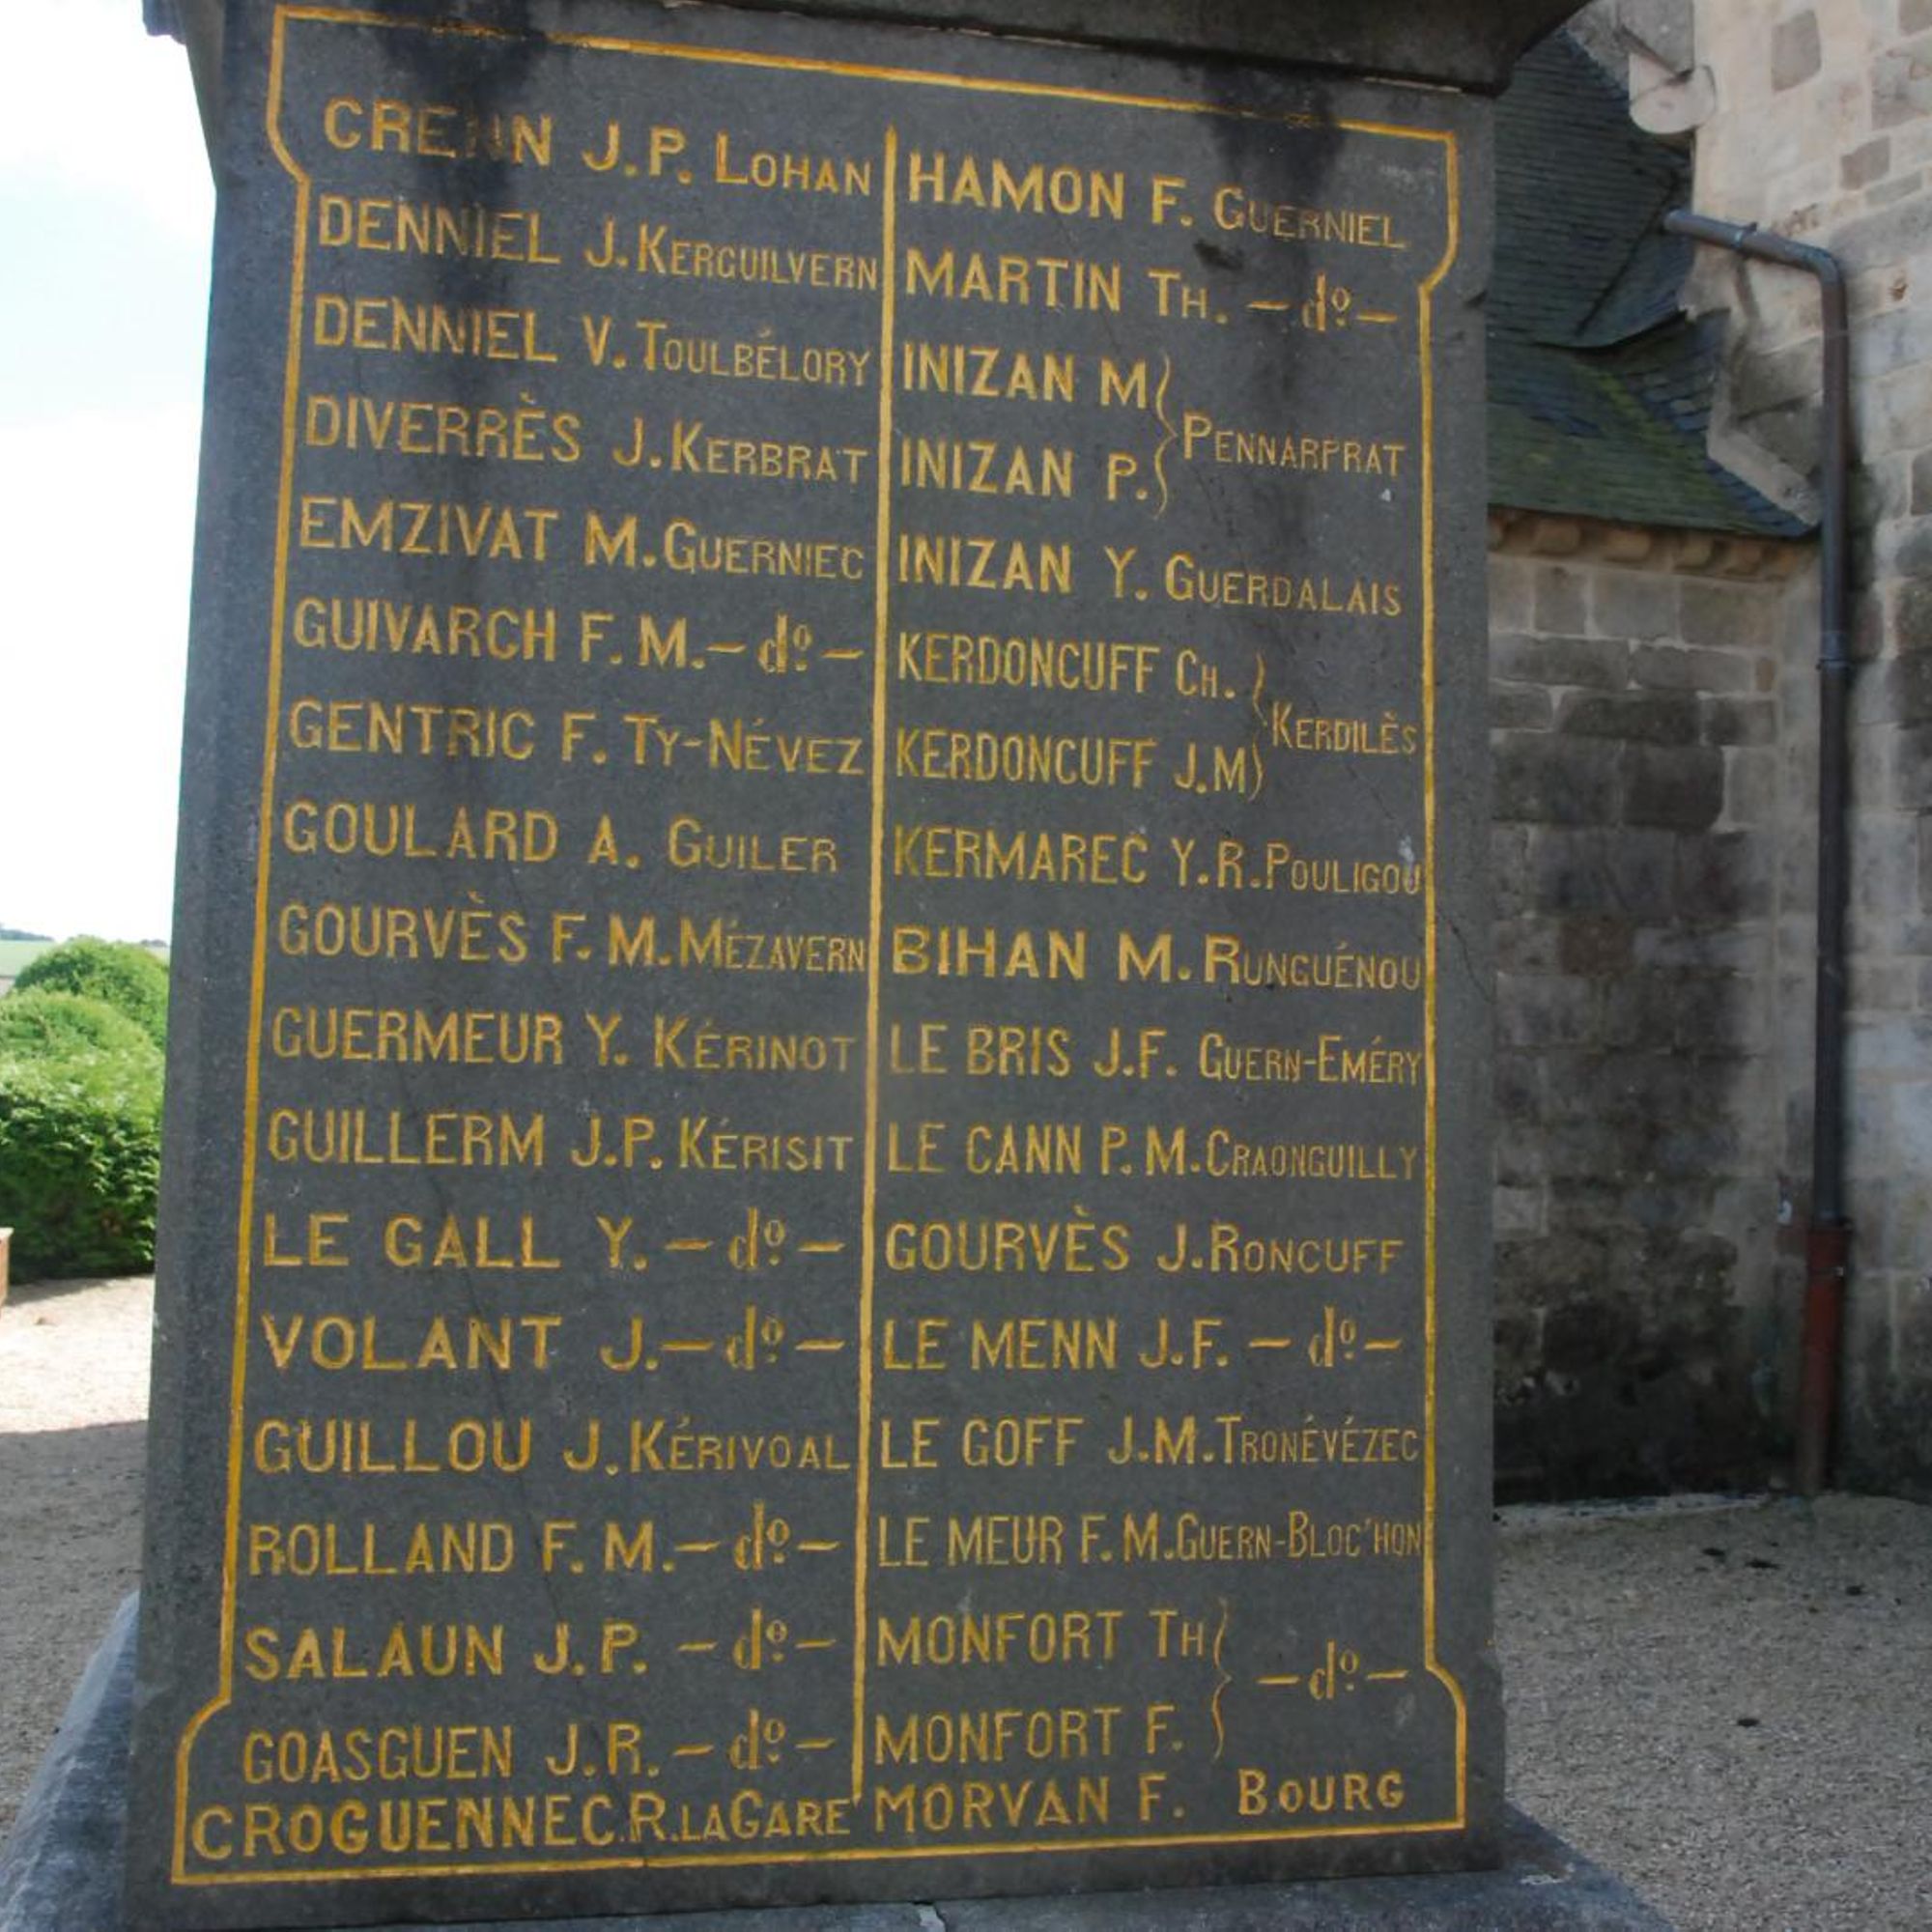 CRENN J.P. LOHAN
DENNIEL J. KERGUILVERN
DENNIEL V. TOULBÉLORY
DIVERRÈS J. KERBRAT
EMZIVAT M. GUERNIEC
GUIVARCH F. M. – dº –
GENTRIC F. TY-NÉVEZ
GOULARD A. GUILER
GOURVÈS F. M. MÉZAVERN
GUERMEUR Y. KÉRINOT
GUILLERM J.P. KÉRISIT
LE GALL Y. – dº –
VOLANT J. – dº –
GUILLOU J. KÉRIVOAL
ROLLAND F. M. – dº –
SALAUN J.P. – dº –
GOASGUEN J.R. – dº –
CROGUENNEC.R. LA GARE
HAMON F. GUERNIEL
MARTIN TH. – dº –
INIZAN M
INIZAN P.
PENNARPRAT
INIZAN Y. GUERDALAIS
KERDONCUFF CH.
KERDONCUFF J.M
KERDILÈS
KERMAREC Y.R. POULIGOU
BIHAN M. RUNGUÉNOU
LE BRIS J.F. GUERN-EMÉRY
LE CANN P. M. CRAONGUILLY
GOURVÈS J. RONCUFF
LE MENN J.F. – dº –
LE GOFF J.M. TRONÉVÉZEC
LE MEUR F. M. GUERN-BLOC'HON
MONFORT TH
MONFORT F.
– dº –
MORVAN F. BOURG